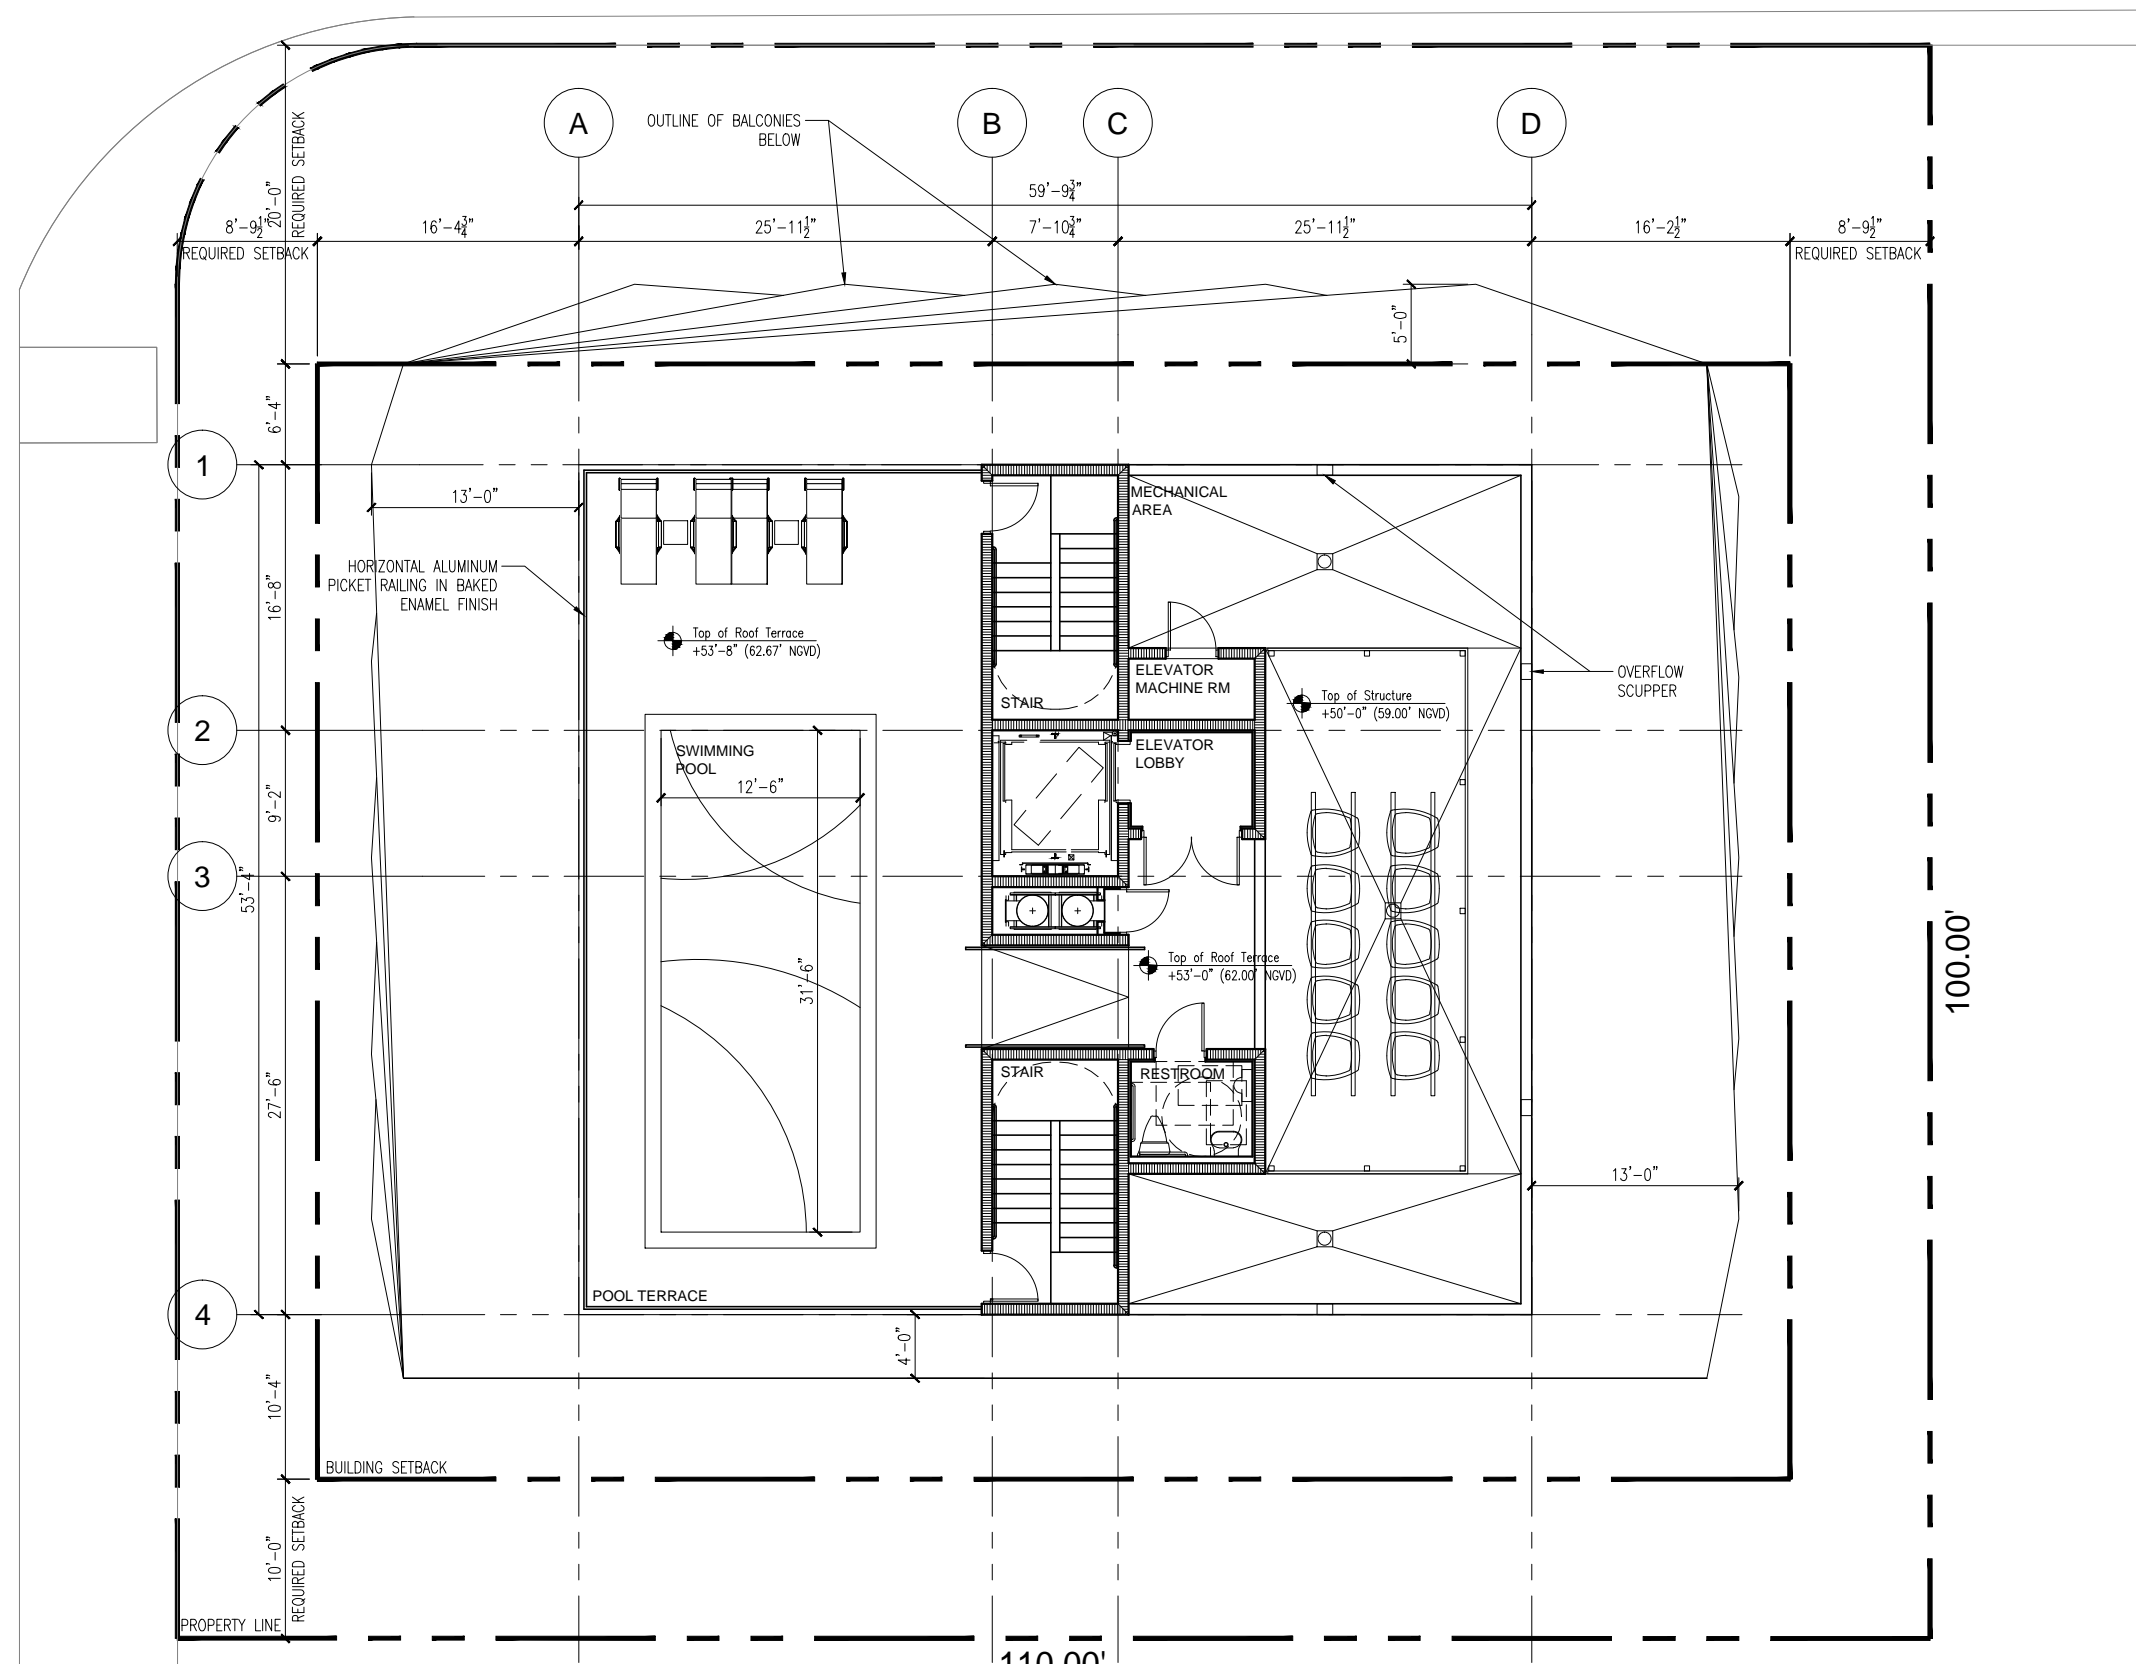 A
B
C
D
OUTLINE OF BALCONIES
BELOW
59'-9¾"
8'-9½"
16'-4¾"
25'-11½"
7'-10¾"
25'-11½"
16'-2½"
8'-9½"
REQUIRED SETBACK
REQUIRED SETBACK
20'-0"
REQUIRED SETBACK
5'-0"
6'-4"
1
13'-0"
MECHANICAL
AREA
HORIZONTAL ALUMINUM
PICKET RAILING IN BAKED
ENAMEL FINISH
16'-8"
Top of Roof Terrace
+53'-8" (62.67' NGVD)
ELEVATOR
MACHINE RM
OVERFLOW
SCUPPER
STAIR
Top of Structure
+50'-0" (59.00' NGVD)
2
SWIMMING
POOL
12'-6"
ELEVATOR
LOBBY
9'-2"
3
53'-4"
31'-6"
Top of Roof Terrace
+53'-0" (62.00' NGVD)
100.00'
STAIR
RESTROOM
27'-6"
13'-0"
POOL TERRACE
4
4'-0"
10'-4"
BUILDING SETBACK
10'-0"
REQUIRED SETBACK
PROPERTY LINE
110.00'